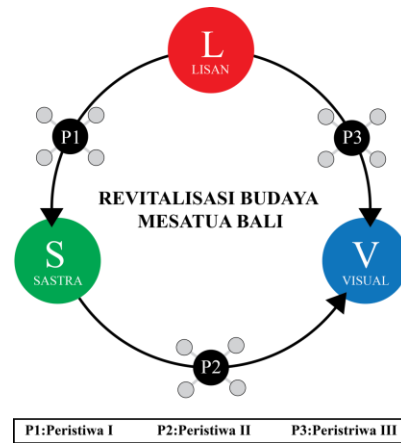 L
LISAN
P1
P3
REVITALISASI BUDAYA
MESATUA BALI
S
SASTRA
V
VISUAL
P2
P1:Peristiwa I P2:Peristiwa II P3:Peristriwa III